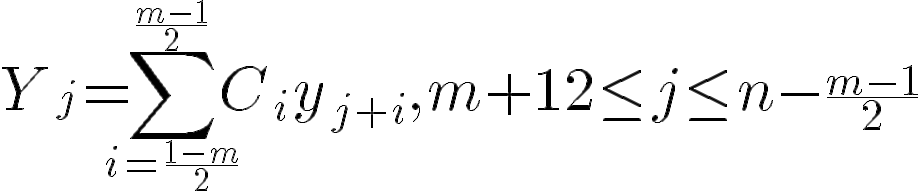 $Y_j = \sum_{i=\frac{1-m}{2}}^{\frac{m-1}{2}} C_i y_{j+i}, m+12 \leq j \leq n - \frac{m-1}{2}$